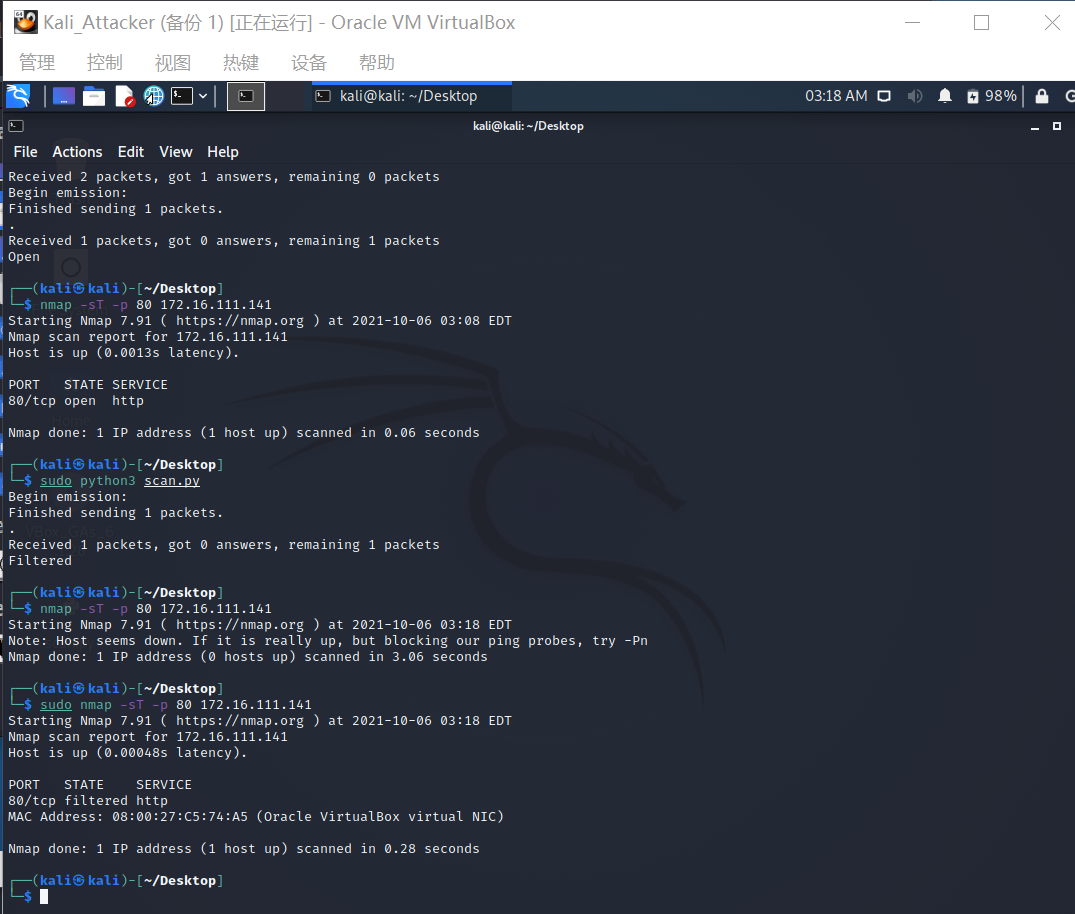 Kali_Attacker (备份 1) [正在运行] - Oracle VM VirtualBox
管理 控制 视图 热键 设备 帮助
kali@kali: ~/Desktop 03:18 AM 98%
kali@kali: ~/Desktop
File Actions Edit View Help
Received 2 packets, got 1 answers, remaining 0 packets
Begin emission:
Finished sending 1 packets.
.
Received 1 packets, got 0 answers, remaining 1 packets
Open
┌──(kali㉿kali)-[~/Desktop]
└─$ nmap -sT -p 80 172.16.111.141
Starting Nmap 7.91 ( https://nmap.org ) at 2021-10-06 03:08 EDT
Nmap scan report for 172.16.111.141
Host is up (0.0013s latency).
PORT   STATE SERVICE
80/tcp open  http
Nmap done: 1 IP address (1 host up) scanned in 0.06 seconds
┌──(kali㉿kali)-[~/Desktop]
└─$ sudo python3 scan.py
Begin emission:
Finished sending 1 packets.
.
Received 1 packets, got 0 answers, remaining 1 packets
Filtered
┌──(kali㉿kali)-[~/Desktop]
└─$ nmap -sT -p 80 172.16.111.141
Starting Nmap 7.91 ( https://nmap.org ) at 2021-10-06 03:18 EDT
Note: Host seems down. If it is really up, but blocking our ping probes, try -Pn
Nmap done: 1 IP address (0 hosts up) scanned in 3.06 seconds
┌──(kali㉿kali)-[~/Desktop]
└─$ sudo nmap -sT -p 80 172.16.111.141
Starting Nmap 7.91 ( https://nmap.org ) at 2021-10-06 03:18 EDT
Nmap scan report for 172.16.111.141
Host is up (0.00048s latency).
PORT   STATE    SERVICE
80/tcp filtered http
MAC Address: 08:00:27:C5:74:A5 (Oracle VirtualBox virtual NIC)
Nmap done: 1 IP address (1 host up) scanned in 0.28 seconds
┌──(kali㉿kali)-[~/Desktop]
└─$